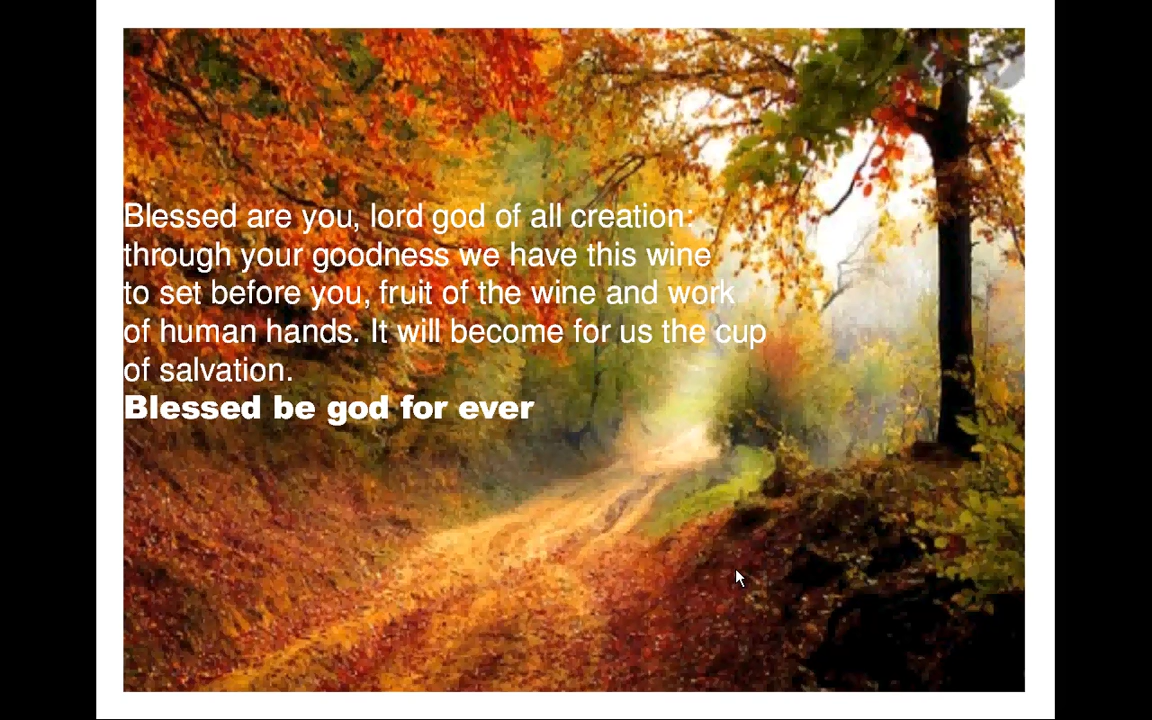 Blessed are you, lord god of all creation:
through your goodness we have this wine
to set before you, fruit of the wine and work
of human hands. It will become for us the cup
of salvation.
Blessed be god for ever